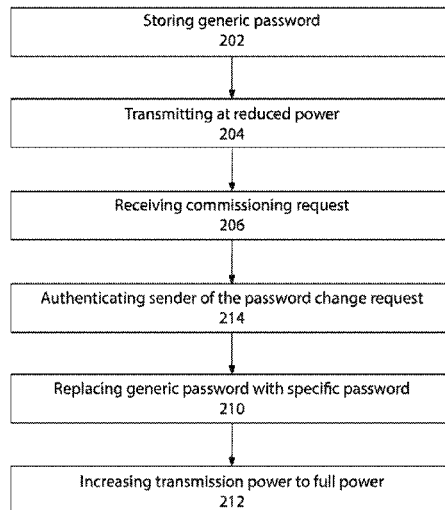 Storing generic password
202
Transmitting at reduced power
204
Receiving commissioning request
206
Authenticating sender of the password change request
214
Replacing generic password with specific password
210
Increasing transmission power to full power
212